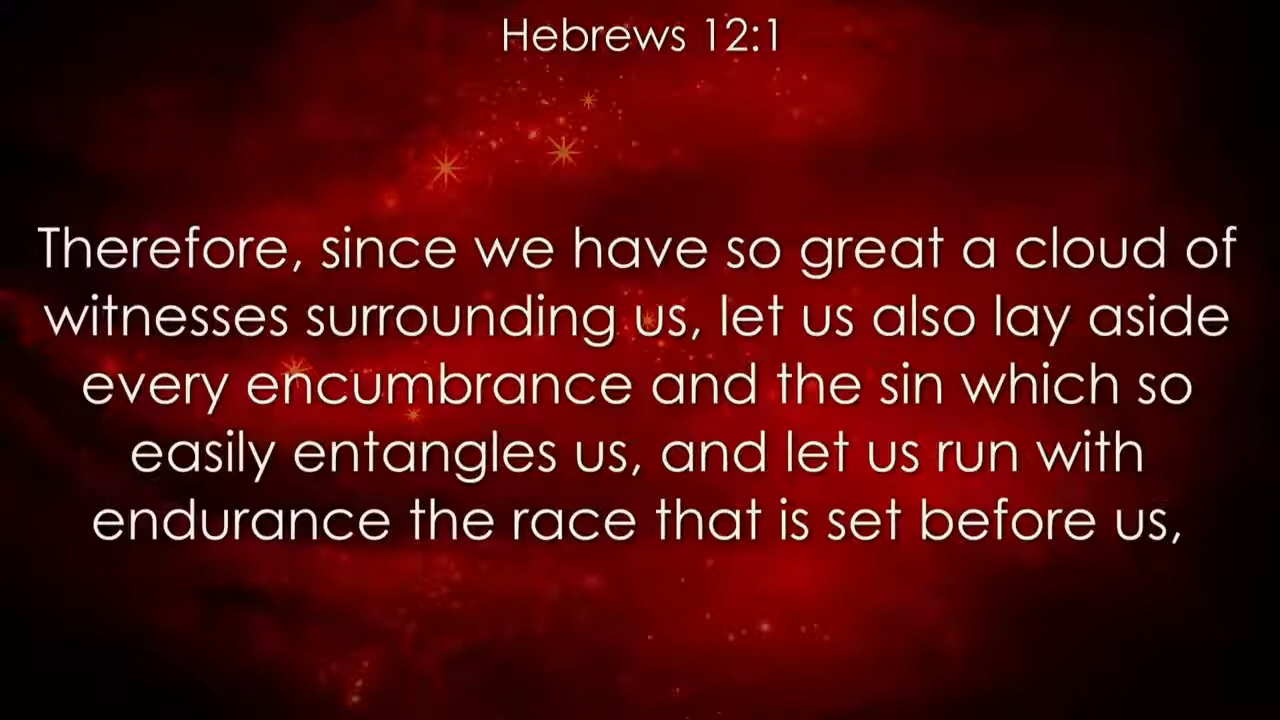 Hebrews 12:1
Therefore, since we have so great a cloud of
witnesses surrounding us, let us also lay aside
every encumbrance and the sin which so
easily entangles us, and let us run with
endurance the race that is set before us,